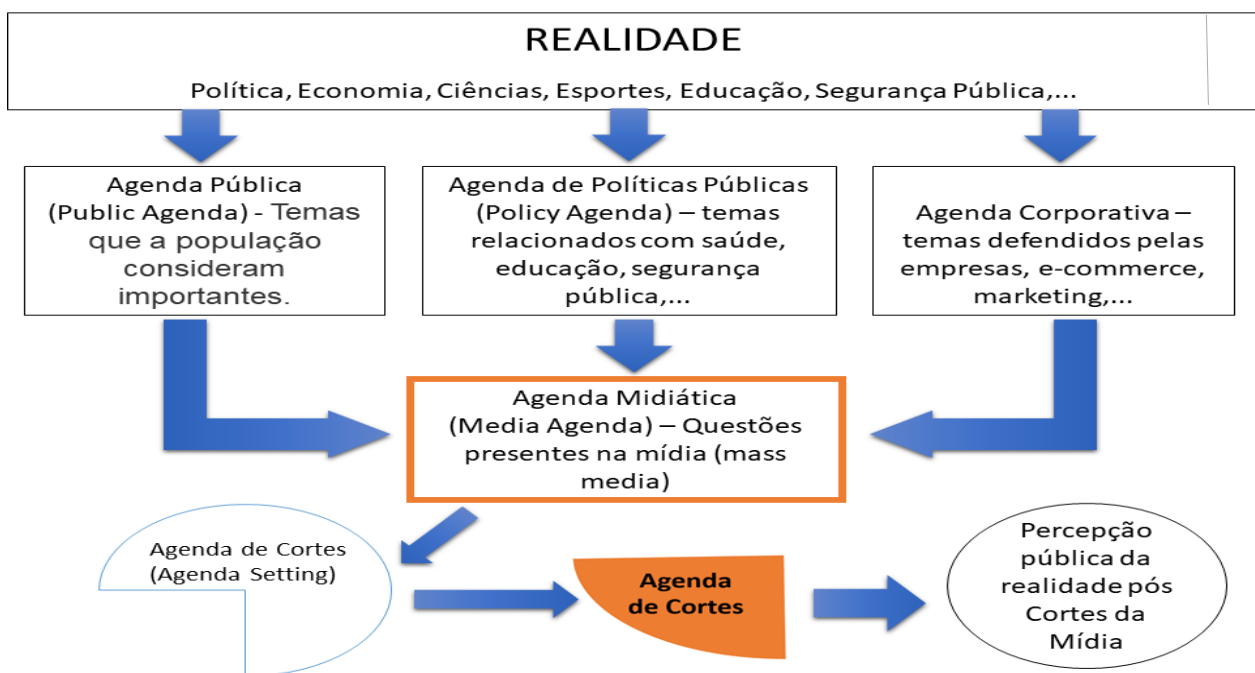 REALIDADE
Política, Economia, Ciências, Esportes, Educação, Segurança Pública,...
Agenda Pública
(Public Agenda) - Temas
que a população
consideram
importantes.
Agenda de Políticas Públicas
(Policy Agenda) – temas
relacionados com saúde,
educação, segurança
pública,...
Agenda Corporativa –
temas defendidos pelas
empresas, e-commerce,
marketing,...
Agenda Midiática
(Media Agenda) – Questões
presentes na mídia (mass
media)
Agenda de Cortes
(Agenda Setting)
Agenda
de Cortes
Percepção
pública da
realidade pós
Cortes da
Mídia